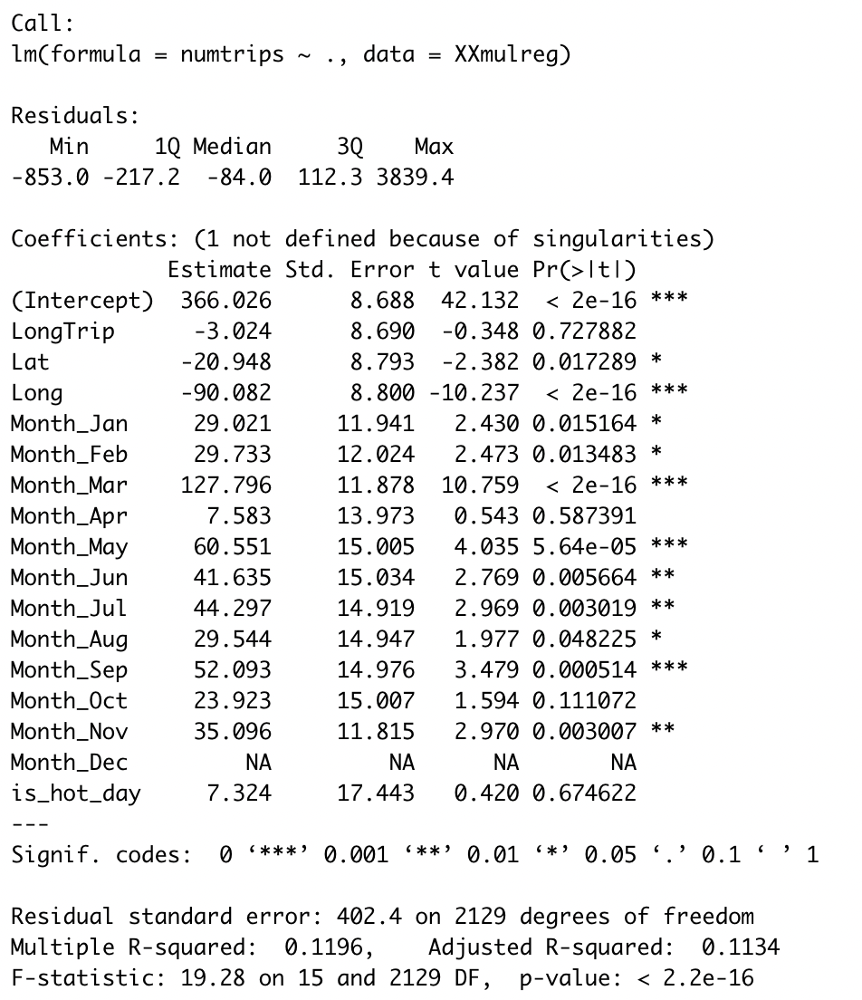 Call:
lm(formula = numtrips ~ ., data = XXmulreg)
Residuals:
Min 1Q Median 3Q Max
-853.0 -217.2 -84.0 112.3 3839.4
Coefficients: (1 not defined because of singularities)
Estimate Std. Error t value Pr(>|t|)
(Intercept) 366.026 8.688 42.132 < 2e-16 ***
LongTrip -3.024 8.690 -0.348 0.727882
Lat -20.948 8.793 -2.382 0.017289 *
Long -90.082 8.800 -10.237 < 2e-16 ***
Month_Jan 29.021 11.941 2.430 0.015164 *
Month_Feb 29.733 12.024 2.473 0.013483 *
Month_Mar 127.796 11.878 10.759 < 2e-16 ***
Month_Apr 7.583 13.973 0.543 0.587391
Month_May 60.551 15.005 4.035 5.64e-05 ***
Month_Jun 41.635 15.034 2.769 0.005664 **
Month_Jul 44.297 14.919 2.969 0.003019 **
Month_Aug 29.544 14.947 1.977 0.048225 *
Month_Sep 52.093 14.976 3.479 0.000514 ***
Month_Oct 23.923 15.007 1.594 0.111072
Month_Nov 35.096 11.815 2.970 0.003007 **
Month_Dec NA NA NA NA
is_hot_day 7.324 17.443 0.420 0.674622
---
Signif. codes: 0 ‘***’ 0.001 ‘**’ 0.01 ‘*’ 0.05 ‘.’ 0.1 ‘ ’ 1
Residual standard error: 402.4 on 2129 degrees of freedom
Multiple R-squared: 0.1196, Adjusted R-squared: 0.1134
F-statistic: 19.28 on 15 and 2129 DF, p-value: < 2.2e-16